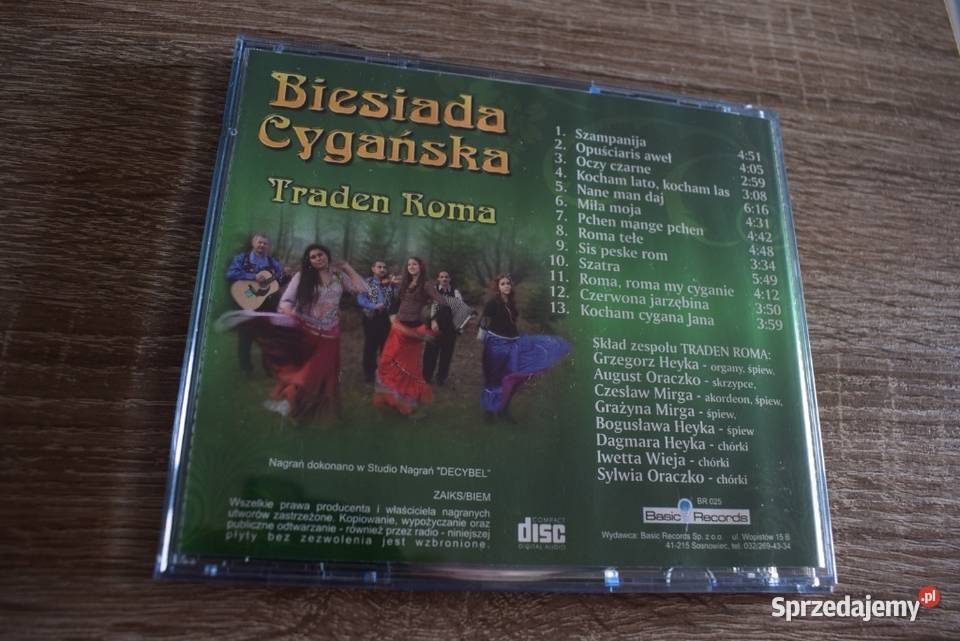 Biesiada
Cygańska
Traden Roma
1. Szampanija 4:51
2. Opuściaris aweł 4:05
3. Oczy czarne 2:59
4. Kocham lato, kocham las 3:08
5. Nane man daj 6:16
6. Miła moja 4:31
7. Pchen mange pchen 4:42
8. Roma tełe 4:48
9. Sis peske rom 3:34
10. Szatra 5:49
11. Roma, roma my cyganie 4:12
12. Czerwona jarzębina 3:50
13. Kocham cygana Jana 3:59
Skład zespołu TRADEN ROMA:
Grzegorz Heyka - organy, śpiew,
August Oraczko - skrzypce,
Czesław Mirga - akordeon, śpiew,
Grażyna Mirga - śpiew,
Bogusława Heyka - śpiew
Dagmara Heyka - chórki
Iwetta Wieja - chórki
Sylwia Oraczko - chórki
Nagrań dokonano w Studio Nagrań "DECYBEL"
ZAIKS/BIEM
Wszelkie prawa producenta i właściciela nagranych
utworów zastrzeżone. Kopiowanie, wypożyczanie oraz
publiczne odtwarzanie - również przez radio - niniejszej
płyty bez zezwolenia jest wzbronione.
COMPACT
disc
DIGITAL AUDIO
BR 025
Basic Records
Wydawca: Basic Records Sp. z o.o. ul. Wopistów 15 B
41-215 Sosnowiec, tel. 032/269-43-34
Sprzedajemy.pl